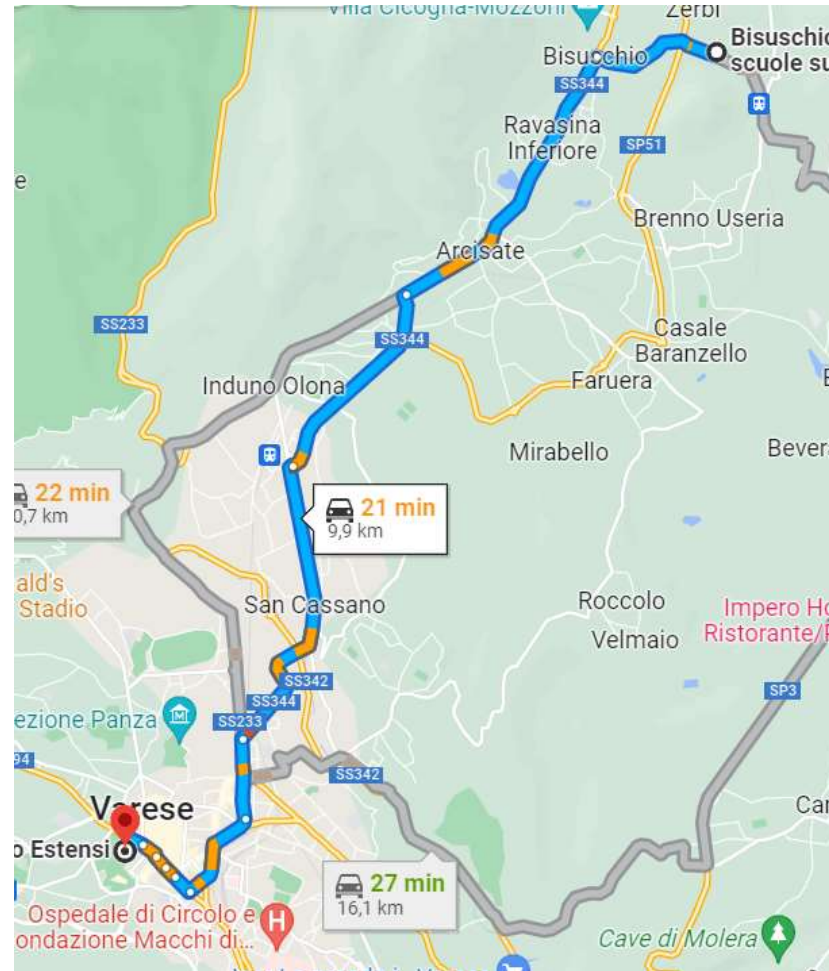 Villa Cicogna-Mozzoni
Zerbi
Bisuschio
scuole su
Bisucchio
SS344
Ravasina
Inferiore
SP51
e
Brenno Useria
Arcisate
SS233
SS344
Casale
Baranzello
Induno Olona
Faruera
E
Mirabello
Bever
22 min
0,7 km
21 min
9,9 km
ald's
Stadio
San Cassano
Roccolo
Velmaio
Impero Ho
Ristorante/P
SS342
SS344
SP3
ezione Panza
M
SS233
94
SS342
Varese
Car
o Estensi
27 min
16,1 km
Ospedale di Circolo e
ondazione Macchi di...
H
Cave di Molera